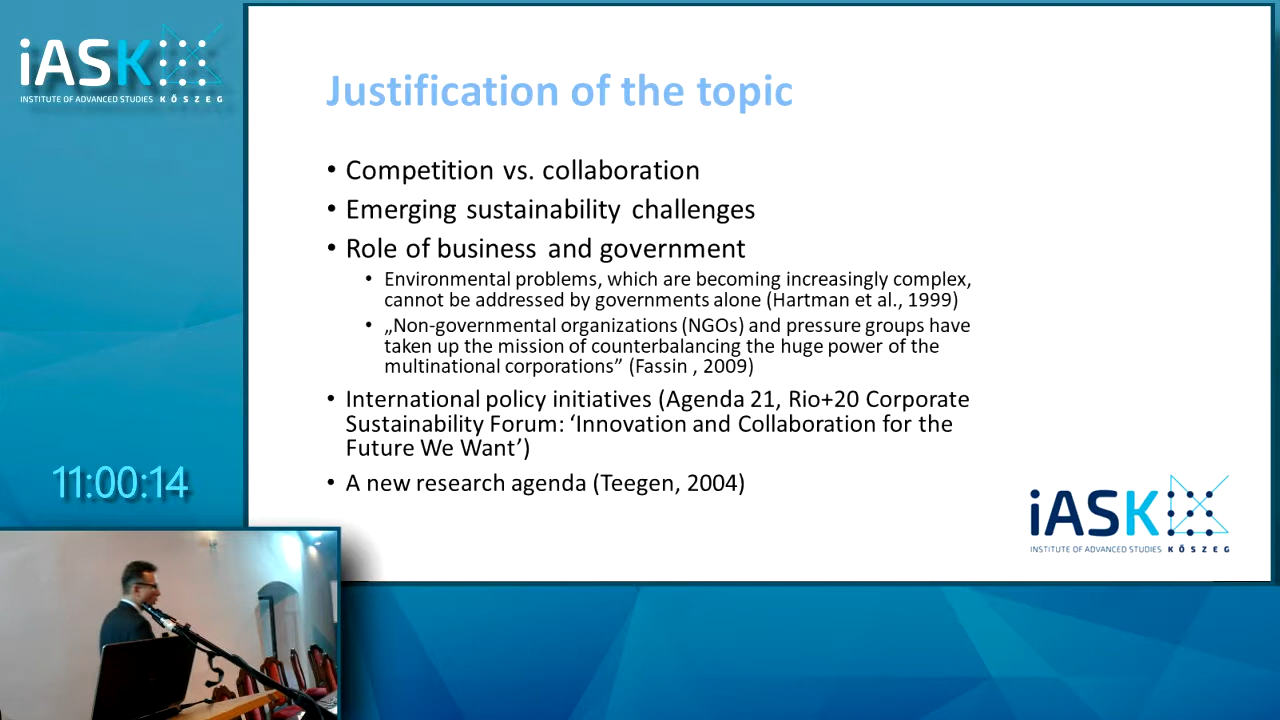 iASK
INSTITUTE OF ADVANCED STUDIES KŐSZEG
Justification of the topic
• Competition vs. collaboration
• Emerging sustainability challenges
• Role of business and government
• Environmental problems, which are becoming increasingly complex,
cannot be addressed by governments alone (Hartman et al., 1999)
• „Non-governmental organizations (NGOs) and pressure groups have
taken up the mission of counterbalancing the huge power of the
multinational corporations” (Fassin , 2009)
• International policy initiatives (Agenda 21, Rio+20 Corporate
Sustainability Forum: ‘Innovation and Collaboration for the
Future We Want’)
• A new research agenda (Teegen, 2004)
11:00:14
iASK
INSTITUTE OF ADVANCED STUDIES KŐSZEG